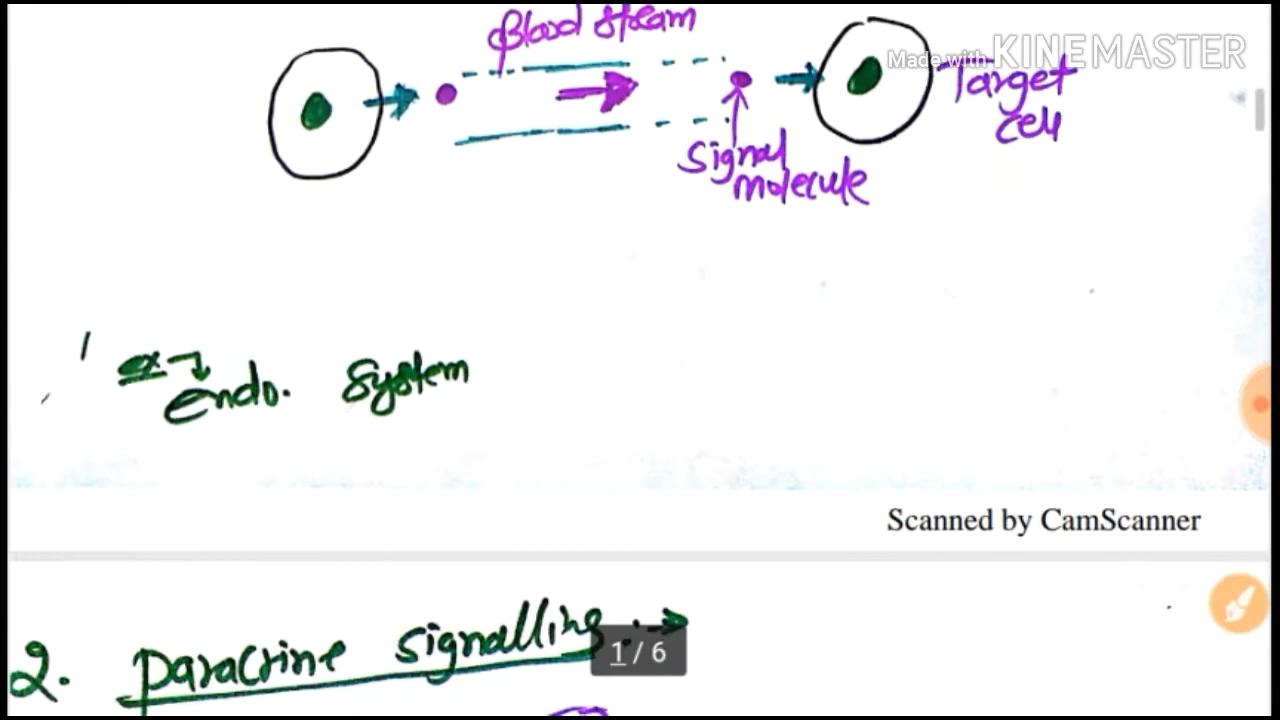 Blood stream
Made with KINEMASTER
Target
cell
Signal
molecule
ex →
endo. system
Scanned by CamScanner
2. paracrine signalling :→
1 / 6